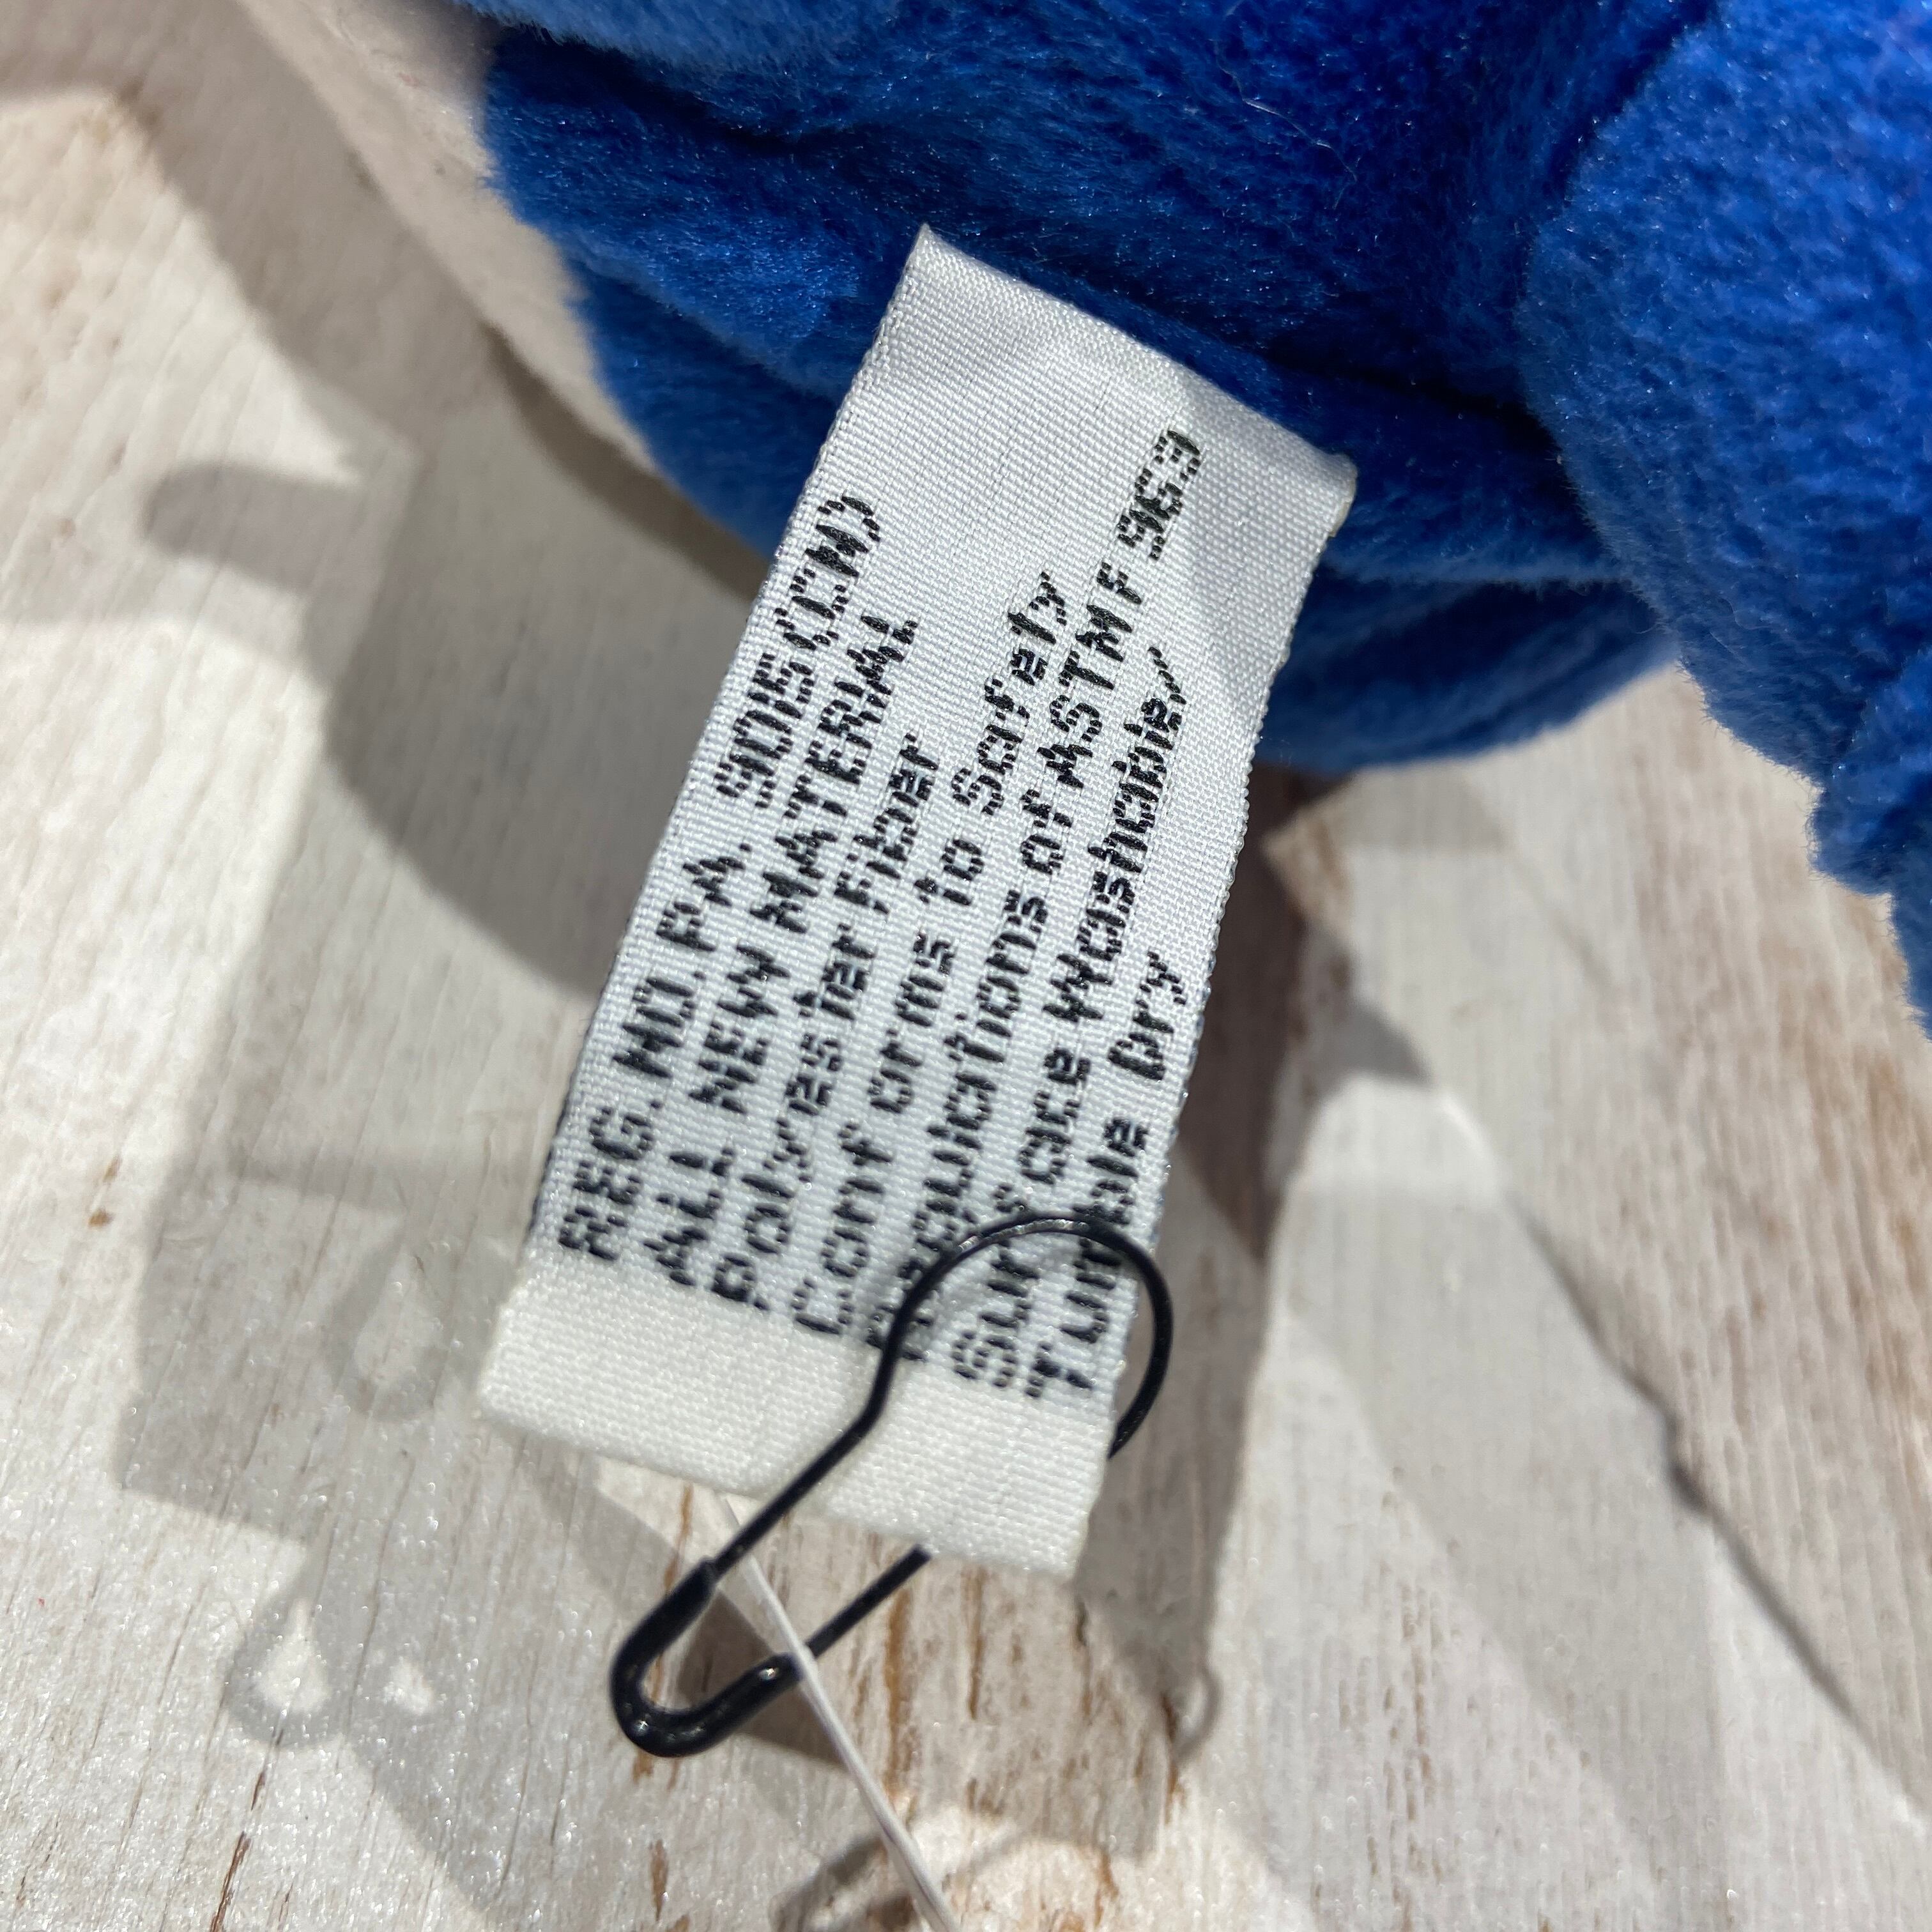 REG. NO. PA. 9015 (CN)
ALL NEW MATERIAL
Polyester Fiber
Conforms to Safety
Regulations of ASTM F 963
Surface Washable/
Tumble Dry